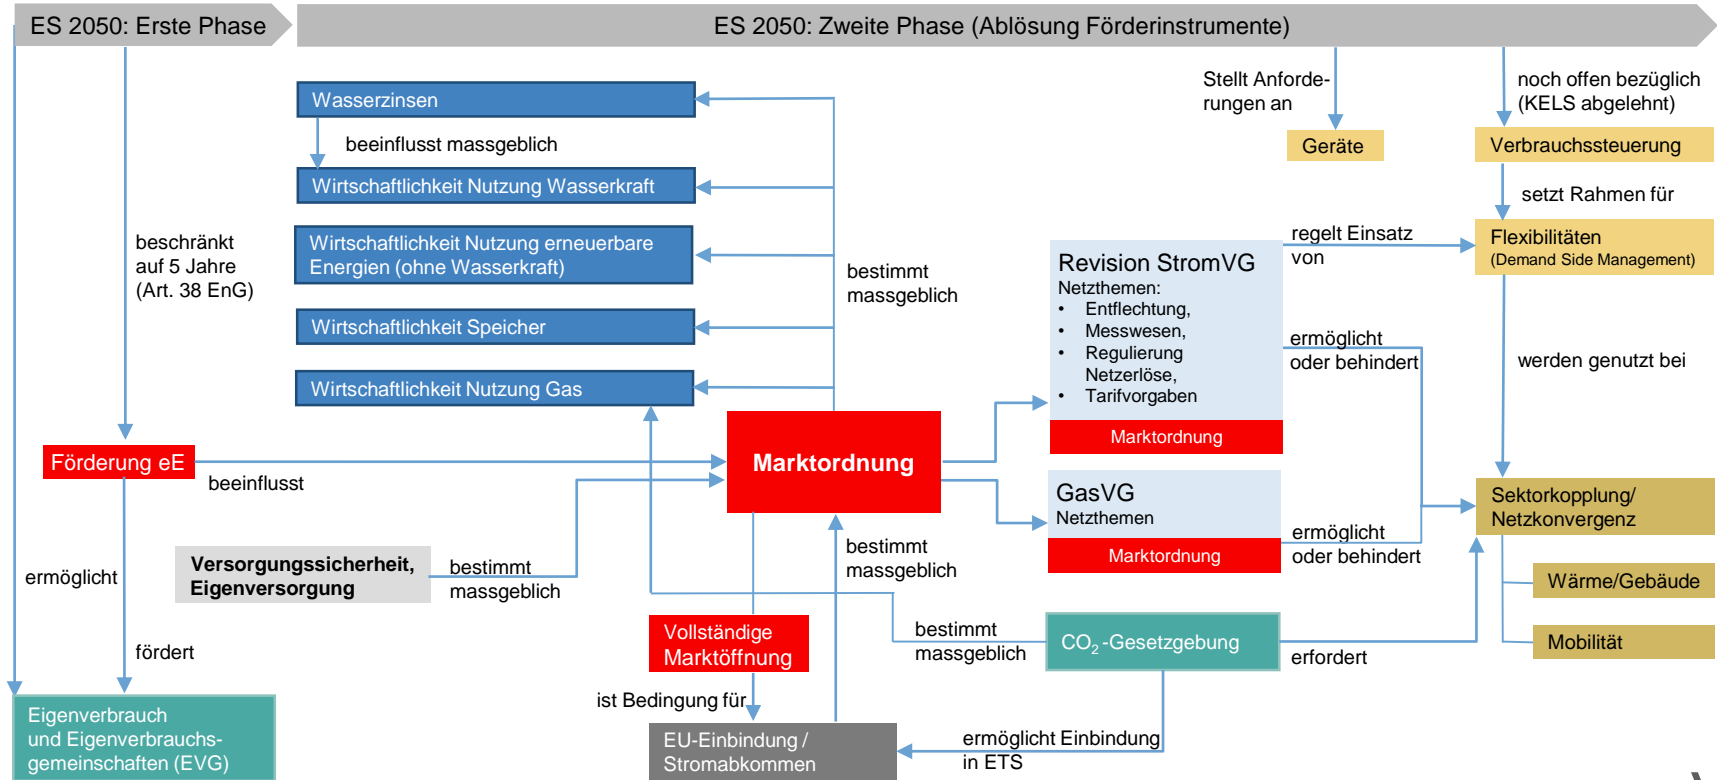 ES 2050: Erste Phase
ES 2050: Zweite Phase (Ablösung Förderinstrumente)
Wasserzinsen
beeinflusst massgeblich
Wirtschaftlichkeit Nutzung Wasserkraft
Wirtschaftlichkeit Nutzung erneuerbare
Energien (ohne Wasserkraft)
Wirtschaftlichkeit Speicher
Wirtschaftlichkeit Nutzung Gas
bestimmt
massgeblich
Stellt Anforde-
rungen an
Geräte
noch offen bezüglich
(KELS abgelehnt)
Verbrauchssteuerung
setzt Rahmen für
Flexibilitäten
(Demand Side Management)
regelt Einsatz
von
Revision StromVG
Netzthemen:
• Entflechtung,
• Messwesen,
• Regulierung
Netzerlöse,
• Tarifvorgaben
Marktordnung
ermöglicht
oder behindert
werden genutzt bei
beschränkt
auf 5 Jahre
(Art. 38 EnG)
Förderung eE
beeinflusst
Marktordnung
GasVG
Netzthemen
Marktordnung
ermöglicht
oder behindert
Sektorkopplung/
Netzkonvergenz
Wärme/Gebäude
Mobilität
Versorgungssicherheit,
Eigenversorgung
bestimmt
massgeblich
bestimmt
massgeblich
ermöglicht
fördert
Vollständige
Marktöffnung
bestimmt
massgeblich
CO2-Gesetzgebung
erfordert
ist Bedingung für
Eigenverbrauch
und Eigenverbrauchs-
gemeinschaften (EVG)
EU-Einbindung /
Stromabkommen
ermöglicht Einbindung
in ETS